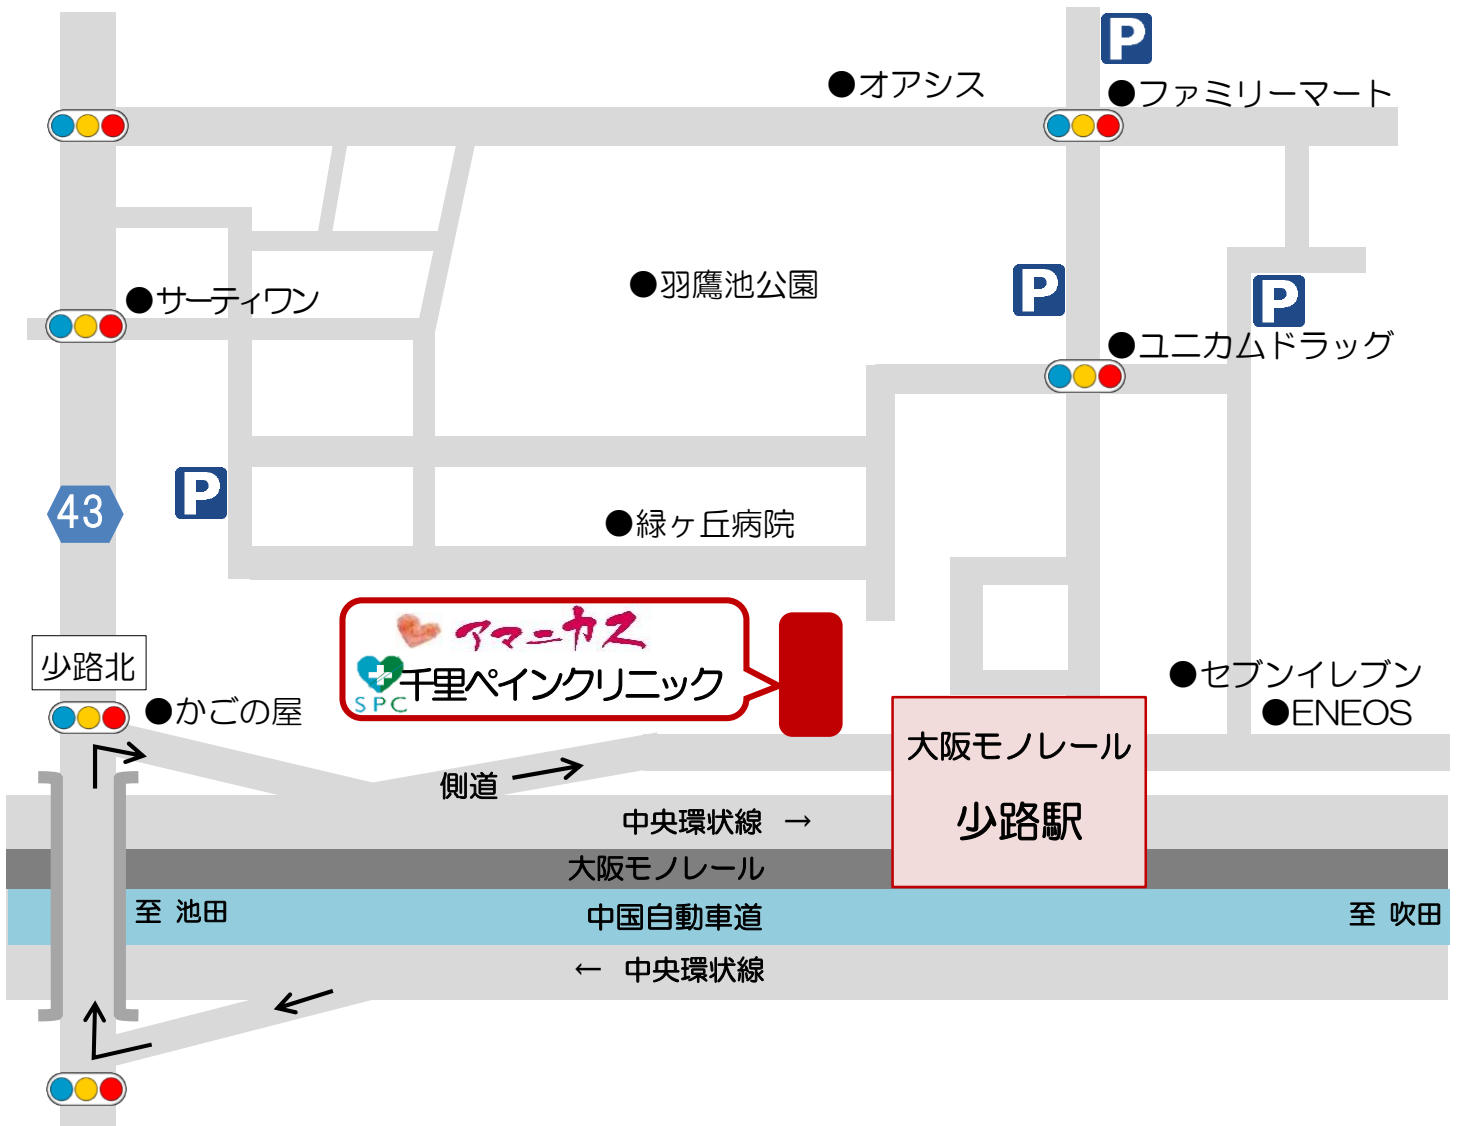 P
●オアシス
●ファミリーマート
●羽鷹池公園
P
●サーティワン
P
●ユニカムドラッグ
P
43
●緑ヶ丘病院
アマニカス
少路北
千里ペインクリニック
SPC
●セブンイレブン
●かごの屋
●ENEOS
大阪モノレール
側道
少路駅
中央環状線 →
大阪モノレール
至 池田
中国自動車道
至 吹田
← 中央環状線